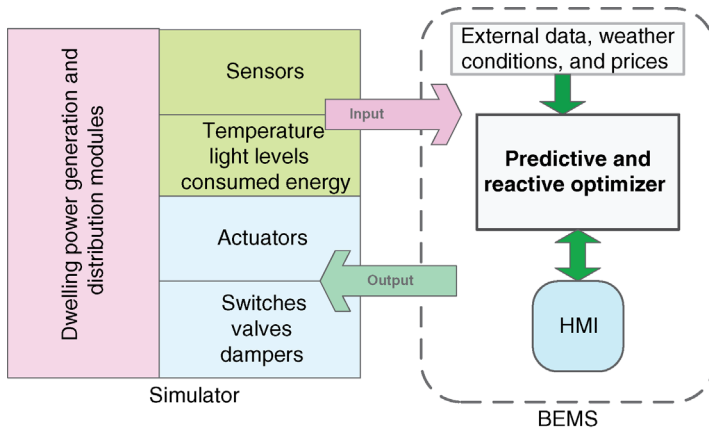 Dwelling power generation and
distribution modules
Sensors
Temperature
light levels
consumed energy
Actuators
Switches
valves
dampers
Simulator
Input
Output
External data, weather
conditions, and prices
Predictive and
reactive optimizer
HMI
BEMS